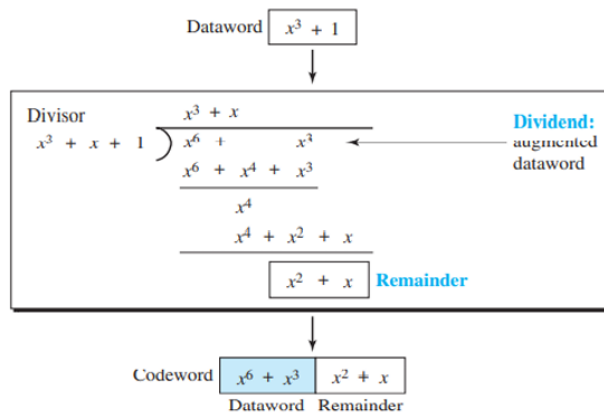 Dataword x³ + 1
Divisor x³ + x
Dividend:
x³ + x + 1 x⁶ + x³ augmented
dataword
x⁶ + x⁴ + x³
x⁴
x⁴ + x² + x
x² + x Remainder
Codeword x⁶ + x³ x² + x
Dataword Remainder